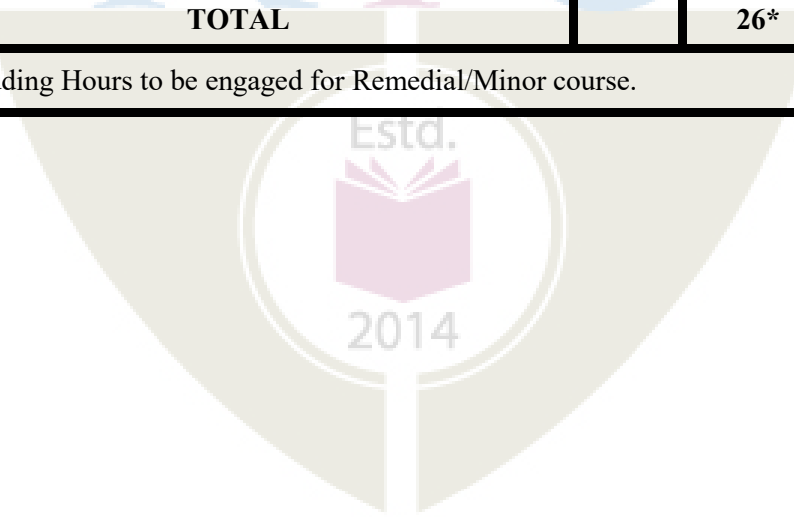 TOTAL 26*
ding Hours to be engaged for Remedial/Minor course.
Estd.
2014